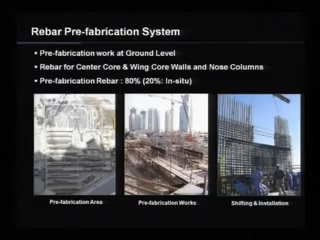 Rebar Pre-fabrication System
• Pre-fabrication work at Ground Level
• Rebar for Center Core & Wing Core Walls and Nose Columns
• Pre-fabrication Rebar : 80% (20%: In-situ)
Pre-fabrication Area
Pre-fabrication Works
Shifting & Installation